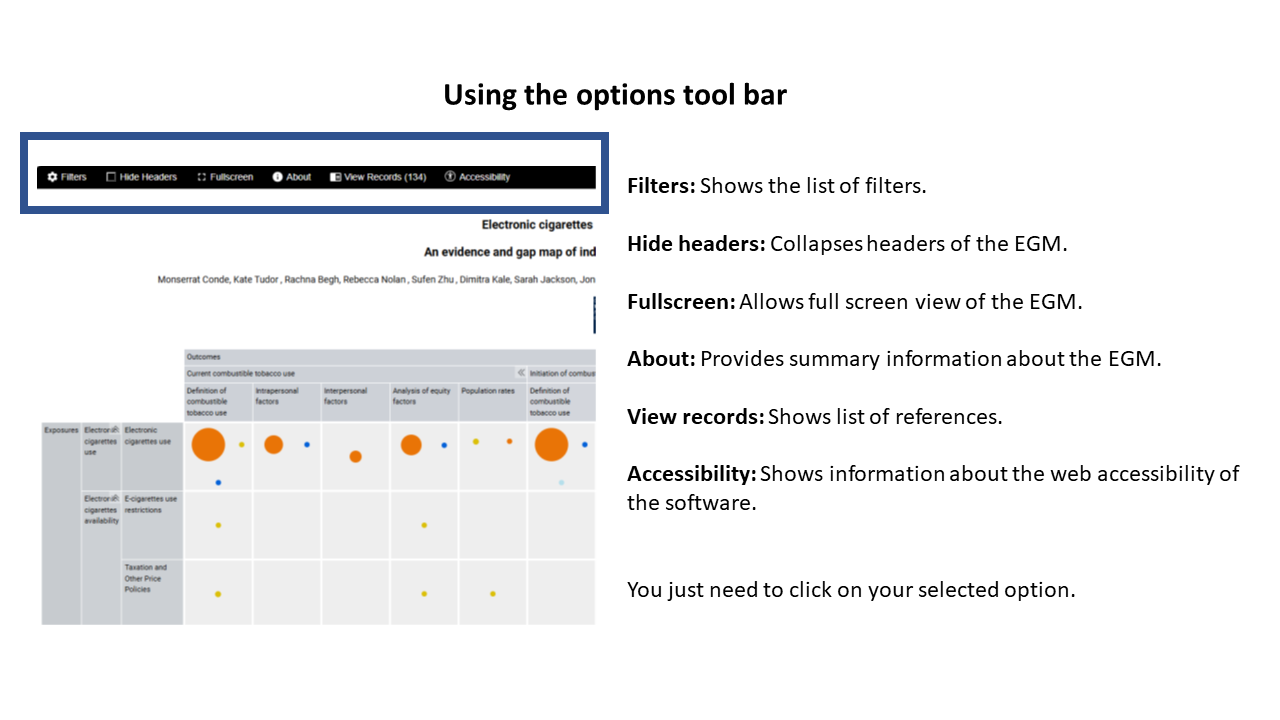 Using the options tool bar
Filters
Hide Headers
Fullscreen
About
View Records (134)
Accessibility
Electronic cigarettes
An evidence and gap map of ind
Monserrat Conde, Kate Tudor , Rachna Begh, Rebecca Nolan , Sufen Zhu , Dimitra Kale, Sarah Jackson, Jon
Outcomes
Current combustible tobacco use
Initiation of combus
Definition of
combustible
tobacco use
Intrapersonal
factors
Interpersonal
factors
Analysis of equity
factors
Population rates
Definition of
combustible
tobacco use
Exposures
Electronic
cigarettes
use
Electronic
cigarettes use
Electronic
cigarettes
availability
E-cigarettes use
restrictions
Taxation and
Other Price
Policies
Filters: Shows the list of filters.
Hide headers: Collapses headers of the EGM.
Fullscreen: Allows full screen view of the EGM.
About: Provides summary information about the EGM.
View records: Shows list of references.
Accessibility: Shows information about the web accessibility of
the software.
You just need to click on your selected option.